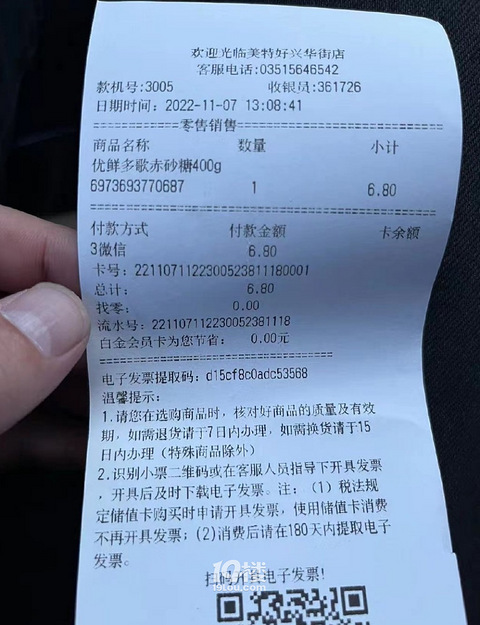 欢迎光临美特好兴华街店
客服电话:03515646542
款机号:3005 收银员:361726
日期时间: 2022-11-07 13:08:41
零售销售
商品名称 数量 小计
优鲜多歌赤砂糖400g
6973693770687 1 6.80
付款方式 付款金额 卡余额
3微信 6.80
卡号: 2211071122300523811180001
总计: 6.80
找零: 0.00
流水号: 221107112230052381118
白金会员卡为您节省: 0.00元
电子发票提取码: d15cf8c0adc53568
温馨提示:
1.请您在选购商品时，核对好商品的质量及有效
期，如需退货请于7日内办理，如需换货请于15
日内办理（特殊商品除外）
2.识别小票二维码或在客服人员指导下开具发票
，开具后及时下载电子发票。注：（1）税法规
定储值卡购买时申请开具发票，使用储值卡消费
不再开具发票；(2)消费后请在180天内提取电子
发票。
扫码开具电子发票!
19楼
19lou.com